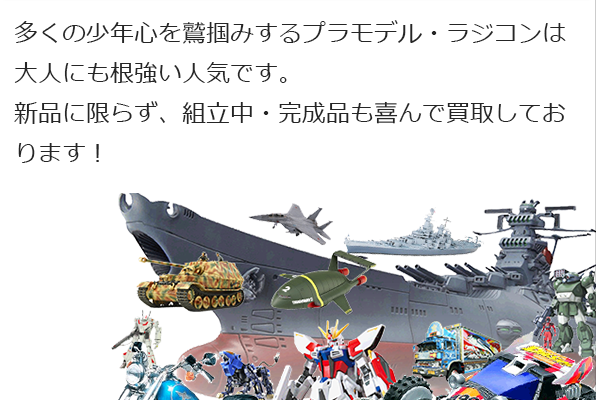 多くの少年心を鷲掴みするプラモデル・ラジコンは
大人にも根強い人気です。
新品に限らず、組立中・完成品も喜んで買取してお
ります！
2